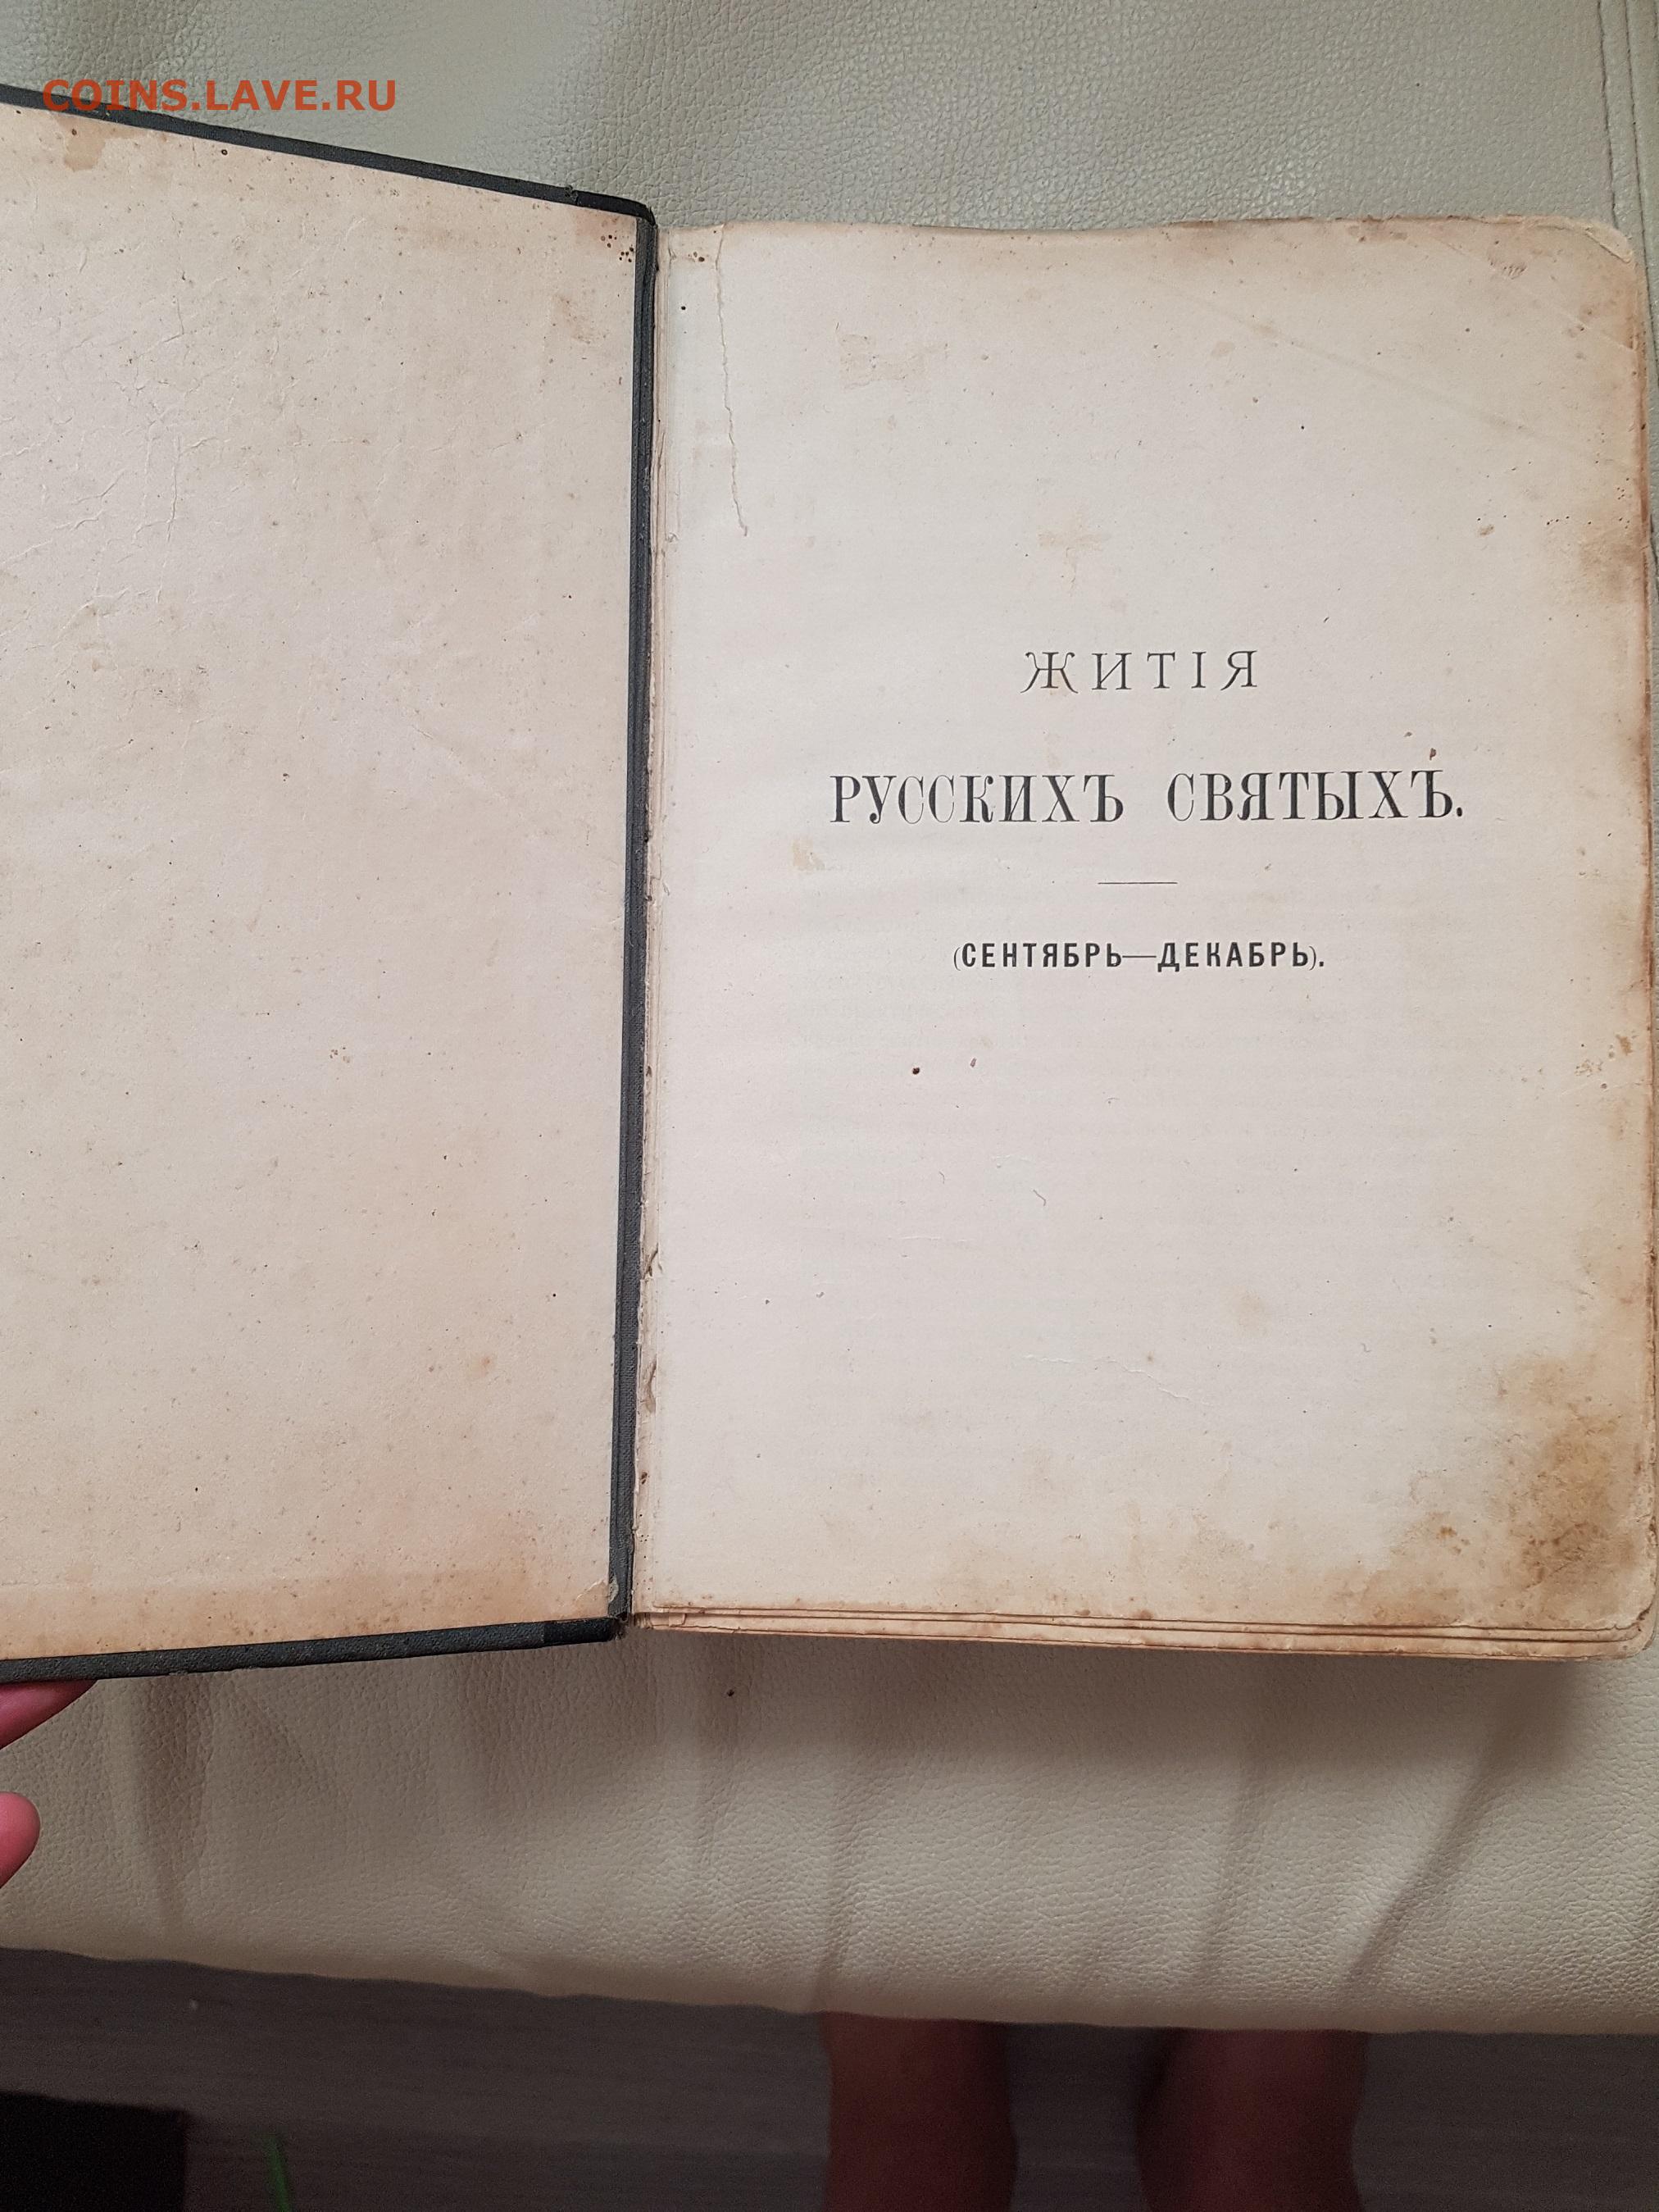 COINS.LAVE.RU
ЖИТІЯ
РУССКИХЪ СВЯТЫХЪ.
(СЕНТЯБРЬ—ДЕКАБРЬ).